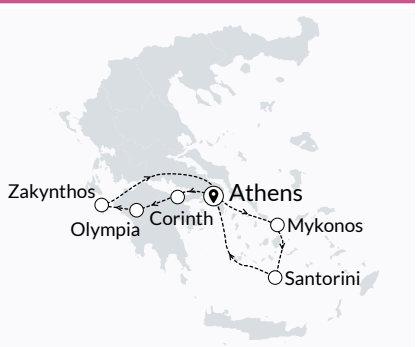 Zakynthos
Athens
Corinth
Olympia
Mykonos
Santorini